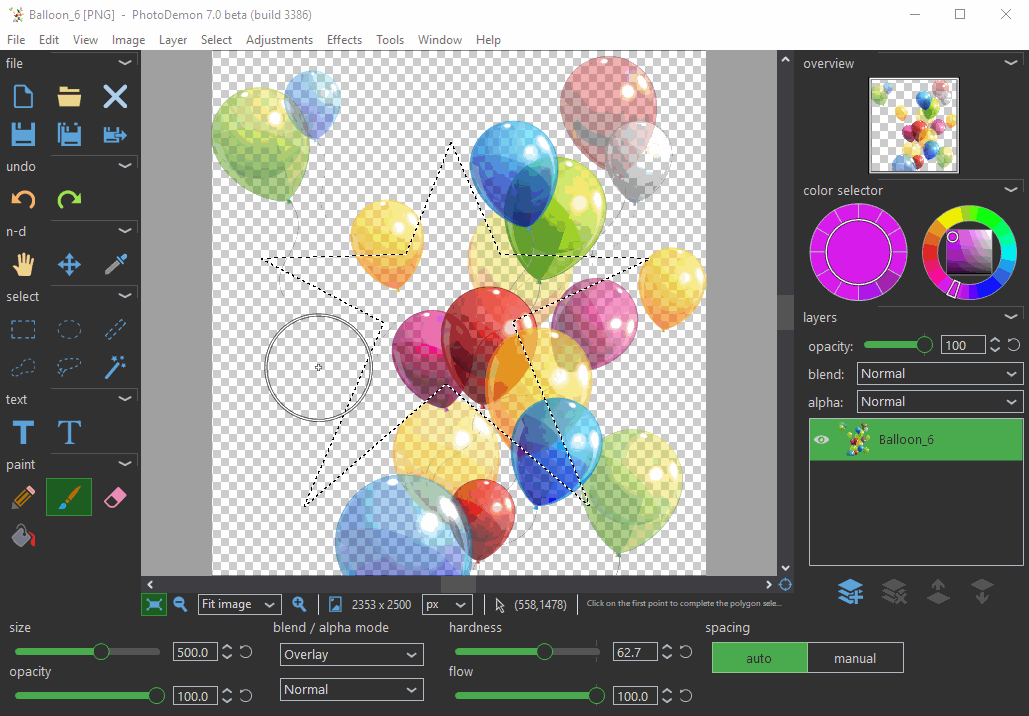 Balloon_6 [PNG] - PhotoDemon 7.0 beta (build 3386)
File Edit View Image Layer Select Adjustments Effects Tools Window Help
file
undo
n-d
select
text
T T
paint
overview
color selector
layers
opacity: 100
blend: Normal
alpha: Normal
Balloon_6
Fit image 2353 x 2500 px (558,1478) Click on the first point to complete the polygon sele...
size
500.0
opacity
100.0
blend / alpha mode
Overlay
Normal
hardness
62.7
flow
100.0
spacing
auto manual